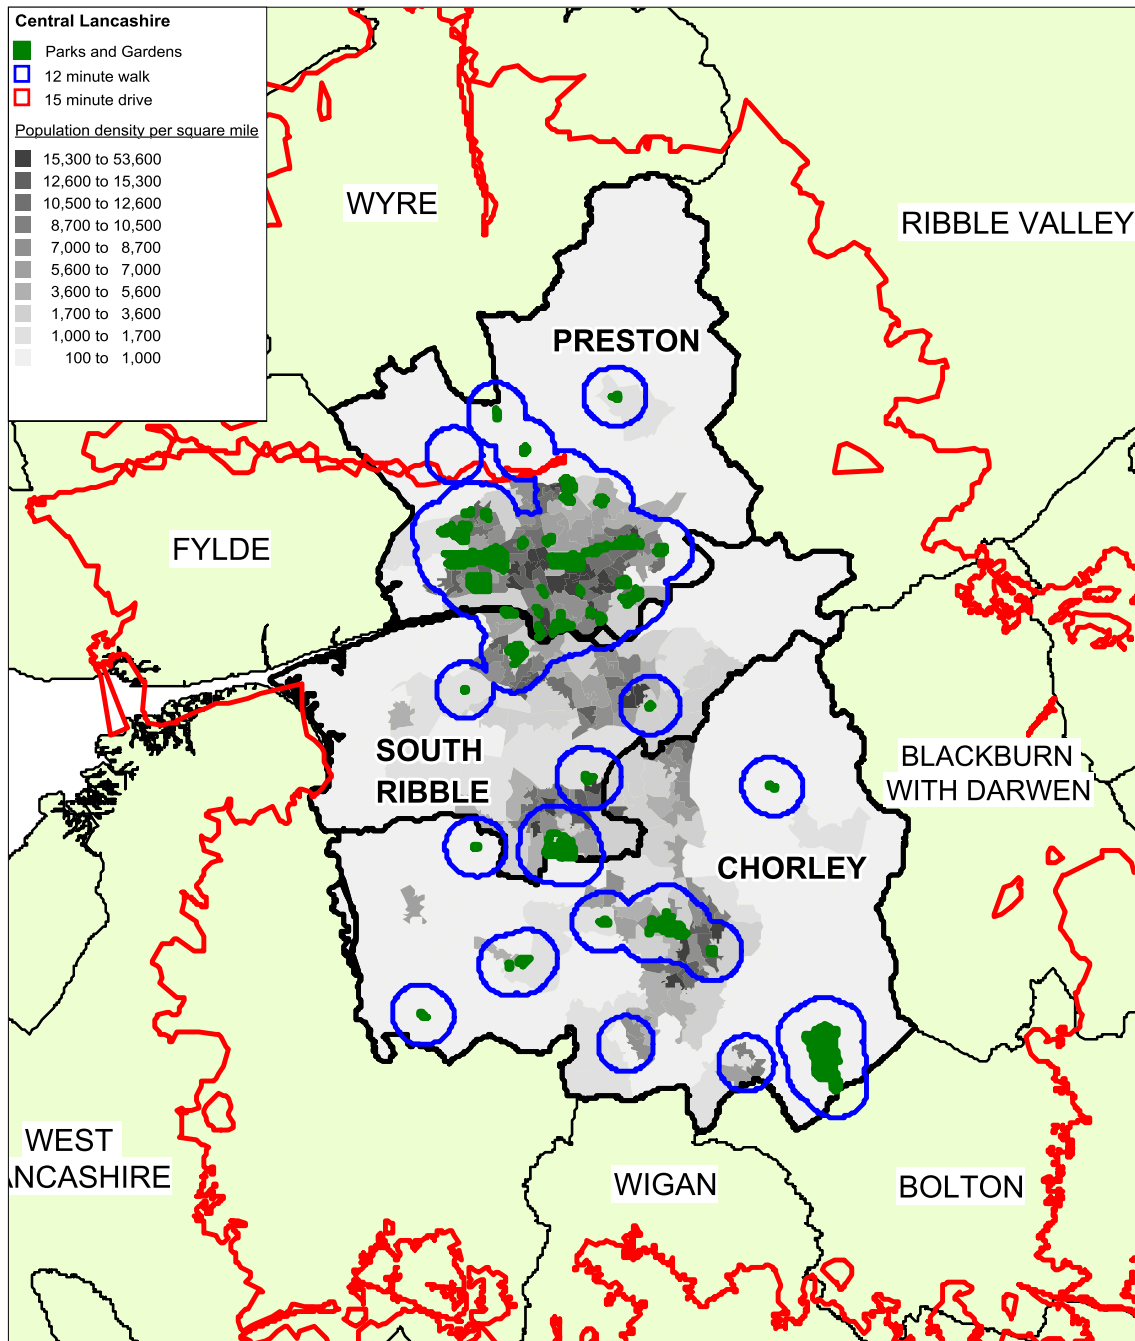 Central Lancashire
Parks and Gardens
12 minute walk
15 minute drive
Population density per square mile
15,300 to 53,600
12,600 to 15,300
10,500 to 12,600
8,700 to 10,500
7,000 to 8,700
5,600 to 7,000
3,600 to 5,600
1,700 to 3,600
1,000 to 1,700
100 to 1,000
WYRE
RIBBLE VALLEY
PRESTON
FYLDE
SOUTH
RIBBLE
BLACKBURN
WITH DARWEN
CHORLEY
WEST
ANCASHIRE
WIGAN
BOLTON